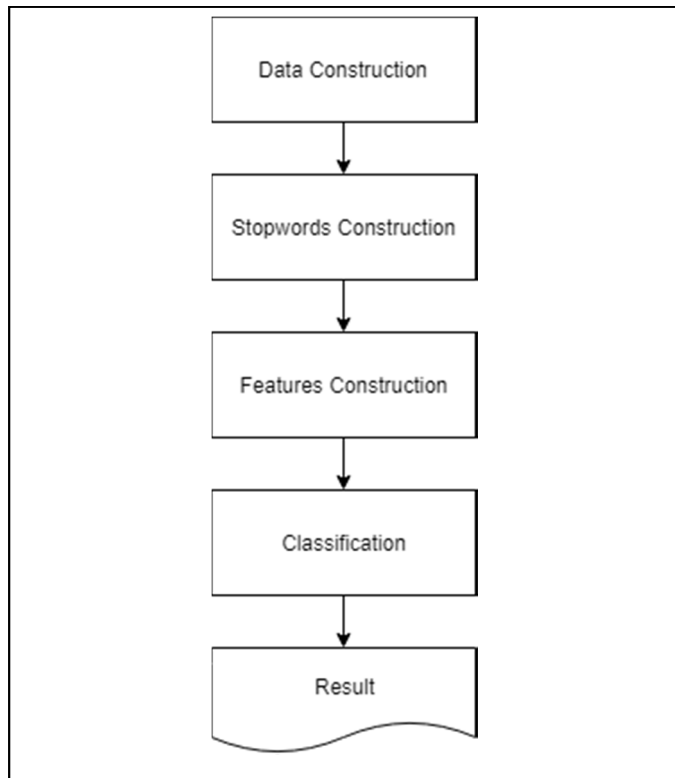 Data Construction
Stopwords Construction
Features Construction
Classification
Result